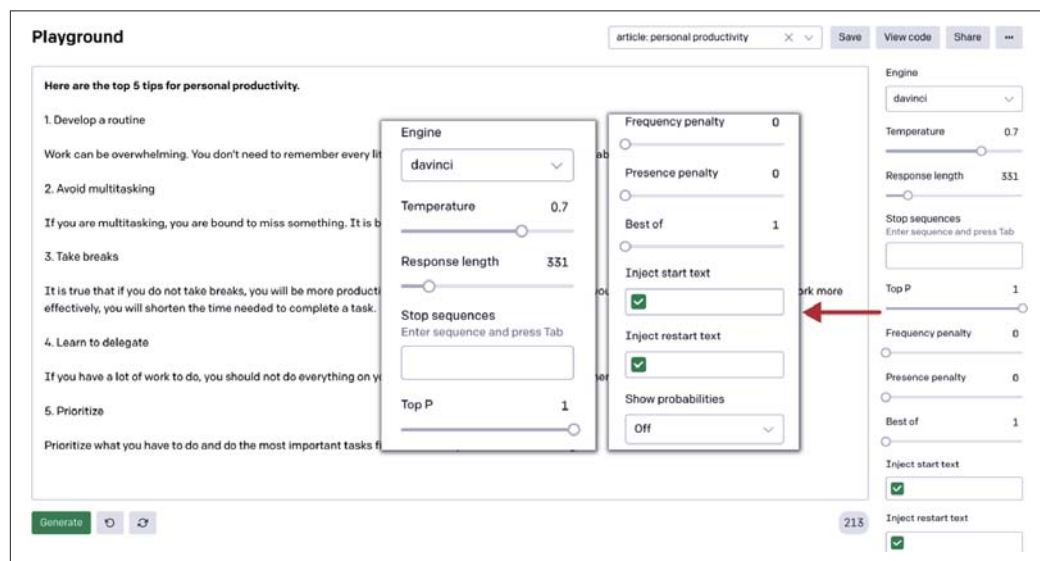 Playground
article: personal productivity
Save
View code
Share
Here are the top 5 tips for personal productivity.
1. Develop a routine
Work can be overwhelming. You don't need to remember every
2. Avoid multitasking
If you are multitasking, you are bound to miss something. It is
3. Take breaks
It is true that if you do not take breaks, you will be more more
effectively, you will shorten the time needed to complete a task.
4. Learn to delegate
If you have a lot of work to do, you should not do everything on
5. Prioritize
Prioritize what you have to do and do the most important tasks
Generate
213
Engine
davinci
Temperature 0.7
Response length 331
Stop sequences
Enter sequence and press Tab
Top P 1
Frequency penalty 0
Presence penalty 0
Best of 1
Inject start text
Inject restart text
Show probabilities
Off
Engine
davinci
Temperature 0.7
Response length 331
Stop sequences
Enter sequence and press Tab
Top P 1
Frequency penalty 0
Presence penalty 0
Best of 1
Inject start text
Inject restart text